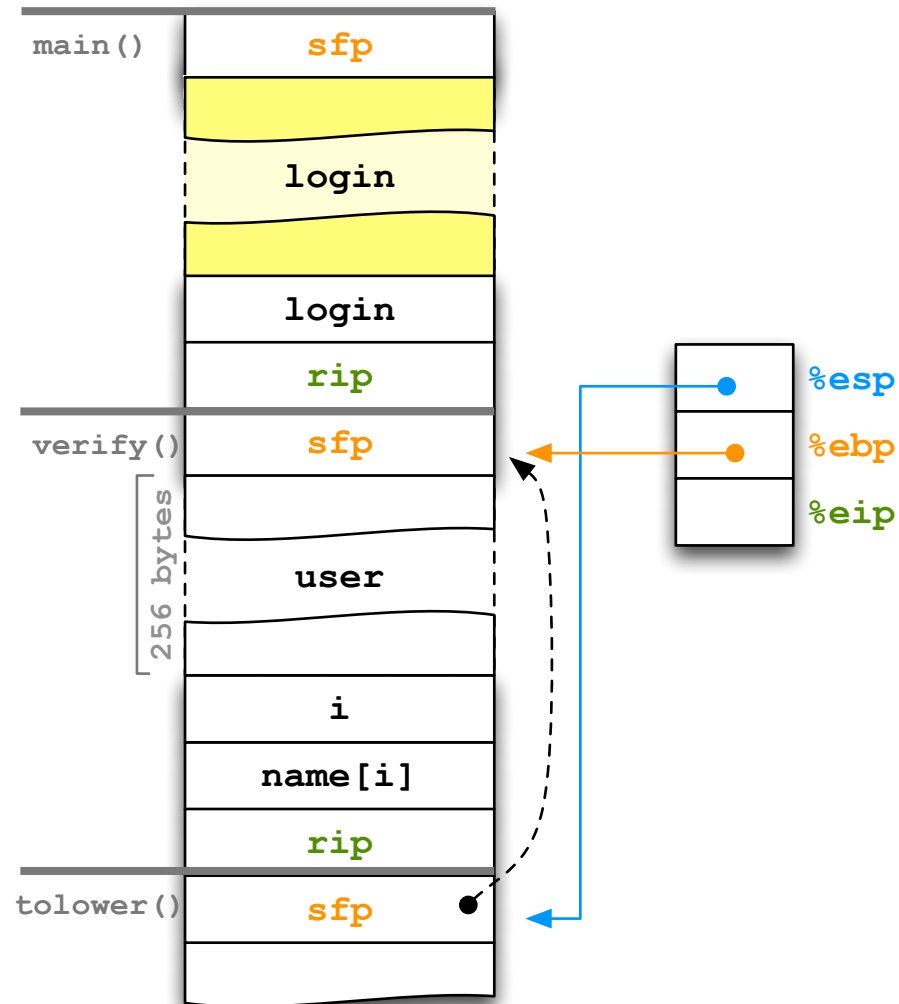 main()
sfp
login
login
rip
%esp
verify()
sfp
%ebp
%eip
256 bytes
user
i
name[i]
rip
tolower()
sfp